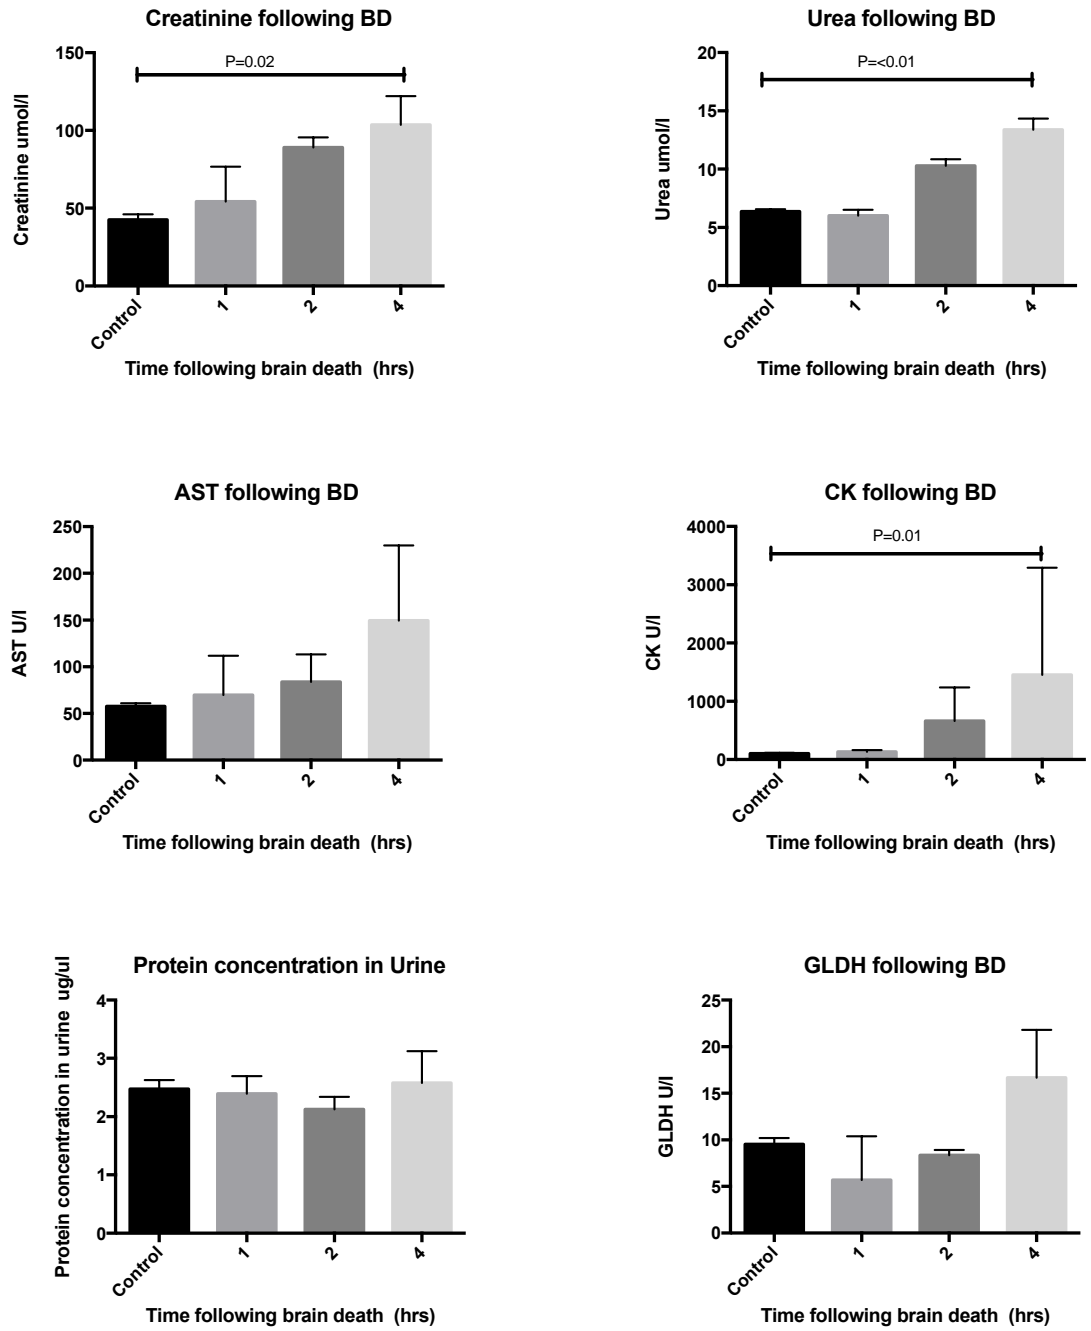 Creatinine following BD
150
100
50
0
Creatinine umol/l
P=0.02
Control
1
2
4
Time following brain death (hrs)
Urea following BD
20
15
10
5
0
Urea umol/l
P=<0.01
Control
1
2
4
Time following brain death (hrs)
AST following BD
250
200
150
100
50
0
AST U/l
Control
1
2
4
Time following brain death (hrs)
CK following BD
4000
3000
2000
1000
0
CK U/l
P=0.01
Control
1
2
4
Time following brain death (hrs)
Protein concentration in Urine
4
3
2
1
0
Protein concentration in urine ug/ul
Control
1
2
4
Time following brain death (hrs)
GLDH following BD
25
20
15
10
5
0
GLDH U/l
Control
1
2
4
Time following brain death (hrs)